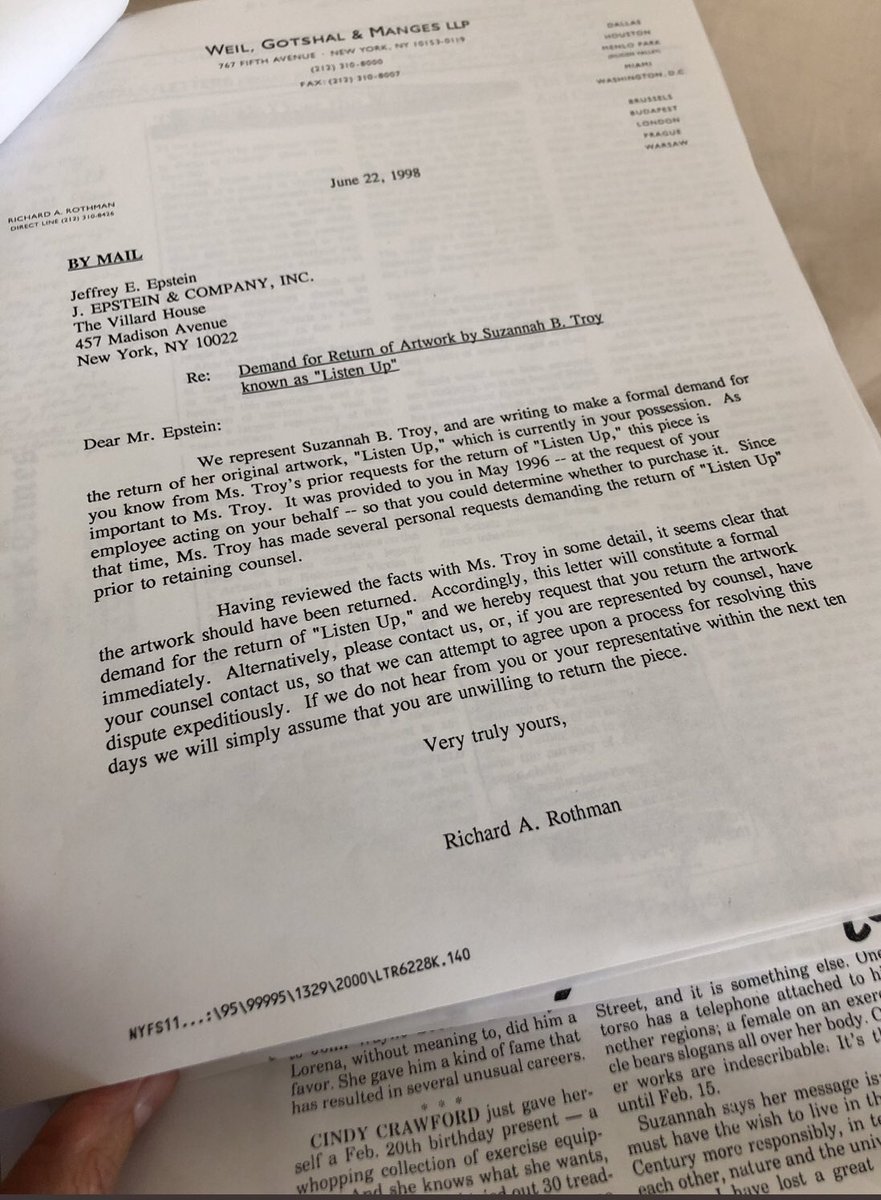 WEIL, GOTSHAL & MANGES LLP
767 FIFTH AVENUE · NEW YORK, NY 10153-0119
(212) 310-8000
FAX: (212) 310-8007
DALLAS
HOUSTON
MENLO PARK
(SILICON VALLEY)
MIAMI
WASHINGTON, D.C.
BRUSSELS
BUDAPEST
LONDON
PRAGUE
WARSAW
June 22, 1998
RICHARD A. ROTHMAN
DIRECT LINE (212) 310-8426
BY MAIL
Jeffrey E. Epstein
J. EPSTEIN & COMPANY, INC.
The Villard House
457 Madison Avenue
New York, NY 10022
Re: Demand for Return of Artwork by Suzannah B. Troy
known as "Listen Up"
Dear Mr. Epstein:
We represent Suzannah B. Troy, and are writing to make a formal demand for
the return of her original artwork, "Listen Up," which is currently in your possession. As
you know from Ms. Troy's prior requests for the return of "Listen Up," this piece is
important to Ms. Troy. It was provided to you in May 1996 -- at the request of your
employee acting on your behalf -- so that you could determine whether to purchase it. Since
that time, Ms. Troy has made several personal requests demanding the return of "Listen Up"
prior to retaining counsel.
Having reviewed the facts with Ms. Troy in some detail, it seems clear that
the artwork should have been returned. Accordingly, this letter will constitute a formal
demand for the return of "Listen Up," and we hereby request that you return the artwork
immediately. Alternatively, please contact us, or, if you are represented by counsel, have
your counsel contact us, so that we can attempt to agree upon a process for resolving this
dispute expeditiously. If we do not hear from you or your representative within the next ten
days we will simply assume that you are unwilling to return the piece.
Very truly yours,
Richard A. Rothman
NYFS11...:\95\99995\1329\2000\LTR6228K.140
Lorena, without meaning to, did him a
favor. She gave him a kind of fame that
has resulted in several unusual careers.
* * *
CINDY CRAWFORD just gave her-
self a Feb. 20th birthday present — a
whopping collection of exercise equip-
she knows what she wants,
out 30 tread-
Street, and it is something else. One
torso has a telephone attached to
nether regions; a female on an
cle bears slogans all over her body.
er works are indescribable. It's
until Feb. 15.
Suzannah says her message is
must have the wish to live in
Century more responsibly, in
each other, nature and the
have lost a great